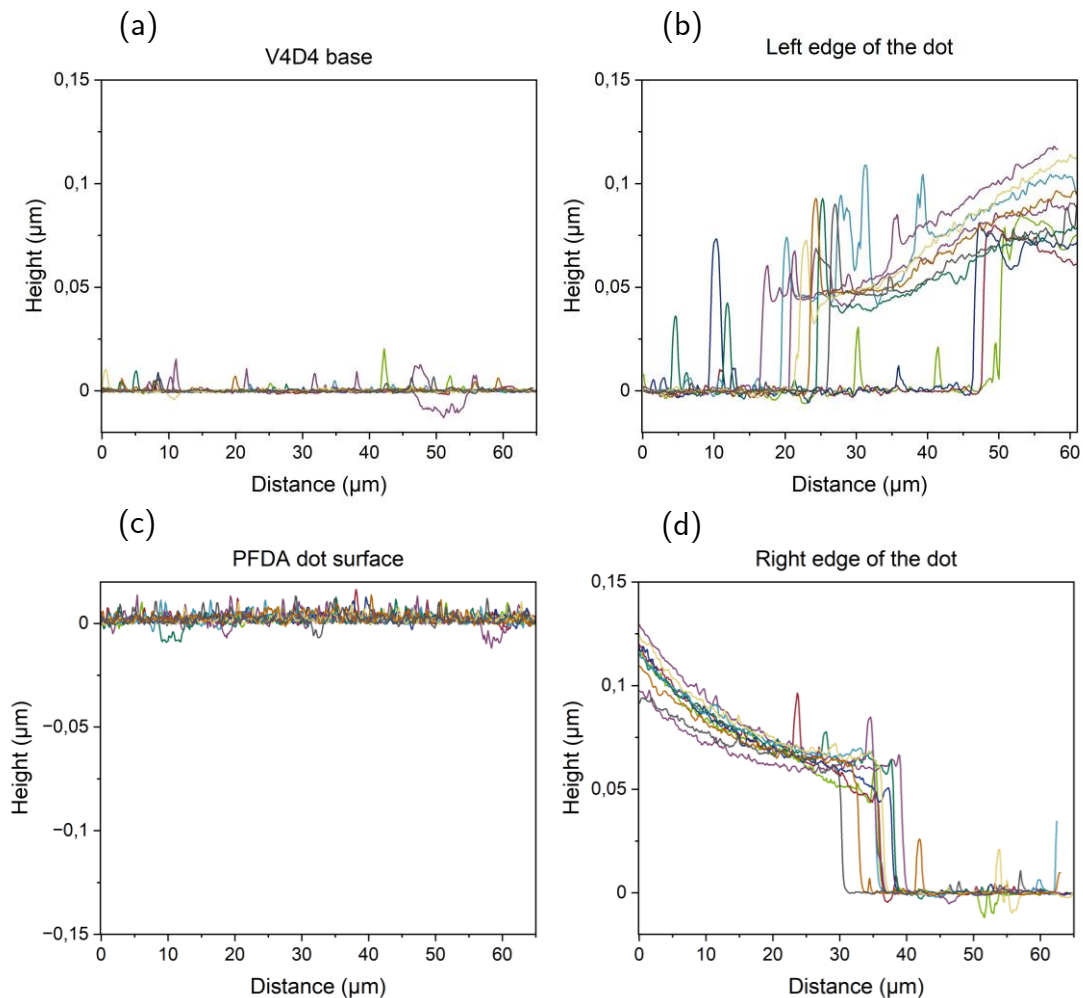 (a)
V4D4 base
0,15
0,1
0,05
0
Height (µm)
0 10 20 30 40 50 60
Distance (µm)
(b)
Left edge of the dot
0,15
0,1
0,05
0
Height (µm)
0 10 20 30 40 50 60
Distance (µm)
(c)
PFDA dot surface
0
−0,05
−0,1
−0,15
Height (µm)
0 10 20 30 40 50 60
Distance (µm)
(d)
Right edge of the dot
0,15
0,1
0,05
0
Height (µm)
0 10 20 30 40 50 60
Distance (µm)